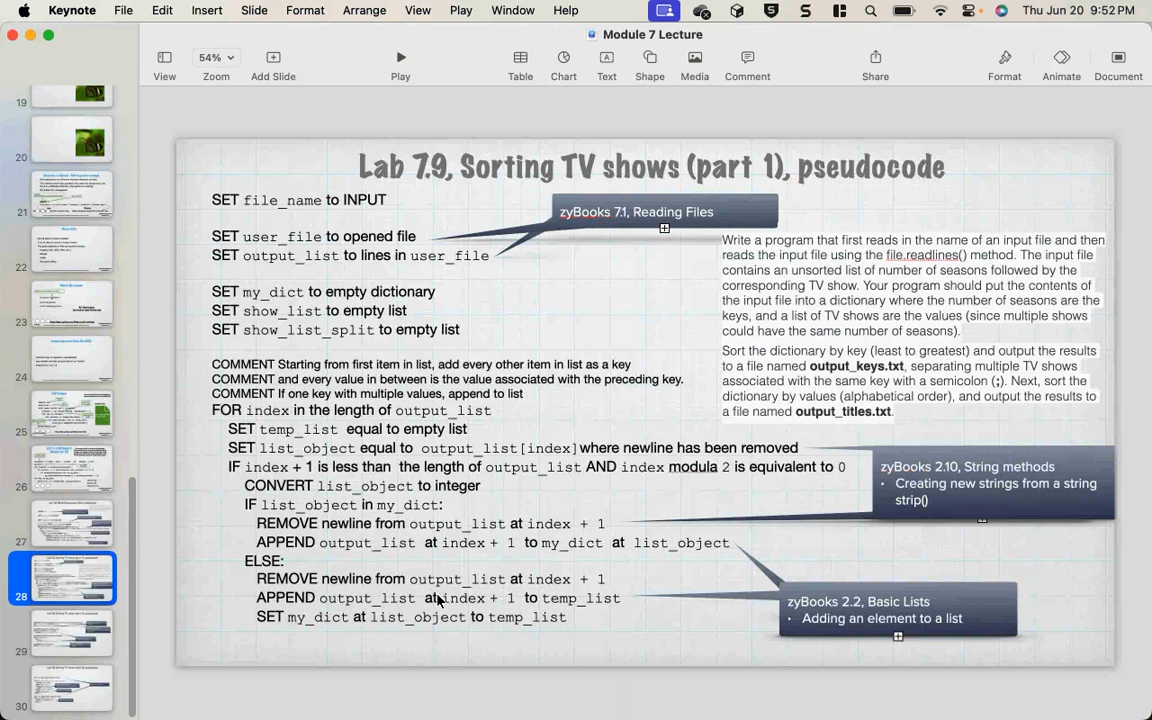 Keynote File Edit Insert Slide Format Arrange View Play Window Help Thu Jun 20 9:52 PM
Module 7 Lecture
54%
View Zoom Add Slide Play Table Chart Text Shape Media Comment Share Format Animate Document
19
20
21
22
23
24
25
26
27
28
29
30
Lab 7.9, Sorting TV shows (part 1), pseudocode
SET file_name to INPUT
SET user_file to opened file
SET output_list to lines in user_file
SET my_dict to empty dictionary
SET show_list to empty list
SET show_list_split to empty list
COMMENT Starting from first item in list, add every other item in list as a key
COMMENT and every value in between is the value associated with the preceding key.
COMMENT If one key with multiple values, append to list
FOR index in the length of output_list
SET temp_list equal to empty list
SET list_object equal to output_list[index] where newline has been removed
IF index + 1 is less than the length of output_list AND index modula 2 is equivalent to 0
CONVERT list_object to integer
IF list_object in my_dict:
REMOVE newline from output_list at index + 1
APPEND output_list at index + 1 to my_dict at list_object
ELSE:
REMOVE newline from output_list at index + 1
APPEND output_list at index + 1 to temp_list
SET my_dict at list_object to temp_list
zyBooks 7.1, Reading Files
Write a program that first reads in the name of an input file and then
reads the input file using the file.readlines() method. The input file
contains an unsorted list of number of seasons followed by the
corresponding TV show. Your program should put the contents of
the input file into a dictionary where the number of seasons are the
keys, and a list of TV shows are the values (since multiple shows
could have the same number of seasons).
Sort the dictionary by key (least to greatest) and output the results
to a file named output_keys.txt, separating multiple TV shows
associated with the same key with a semicolon (;). Next, sort the
dictionary by values (alphabetical order), and output the results to
a file named output_titles.txt.
zyBooks 2.10, String methods
• Creating new strings from a string
strip()
zyBooks 2.2, Basic Lists
• Adding an element to a list